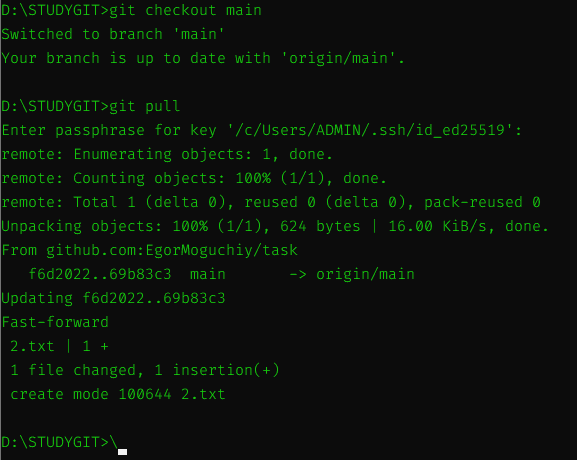 D:\STUDYGIT>git checkout main
Switched to branch 'main'
Your branch is up to date with 'origin/main'.
D:\STUDYGIT>git pull
Enter passphrase for key '/c/Users/ADMIN/.ssh/id_ed25519':
remote: Enumerating objects: 1, done.
remote: Counting objects: 100% (1/1), done.
remote: Total 1 (delta 0), reused 0 (delta 0), pack-reused 0
Unpacking objects: 100% (1/1), 624 bytes | 16.00 KiB/s, done.
From github.com:EgorMoguchiy/task
   f6d2022..69b83c3  main       -> origin/main
Updating f6d2022..69b83c3
Fast-forward
 2.txt | 1 +
 1 file changed, 1 insertion(+)
 create mode 100644 2.txt
D:\STUDYGIT>\